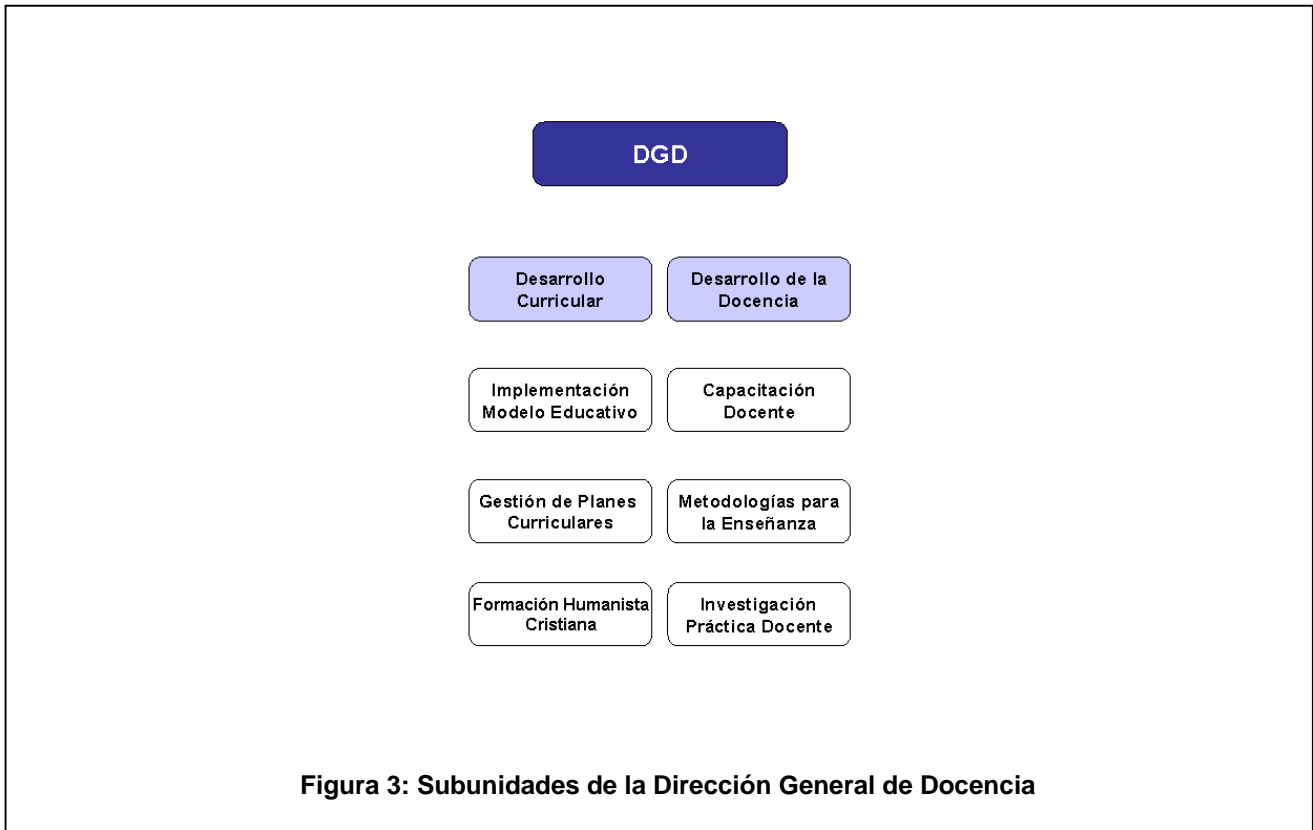 DGD
Desarrollo
Curricular
Desarrollo de la
Docencia
Implementación
Modelo Educativo
Capacitación
Docente
Gestión de Planes
Curriculares
Metodologías para
la Enseñanza
Formación Humanista
Cristiana
Investigación
Práctica Docente
Figura 3: Subunidades de la Dirección General de Docencia